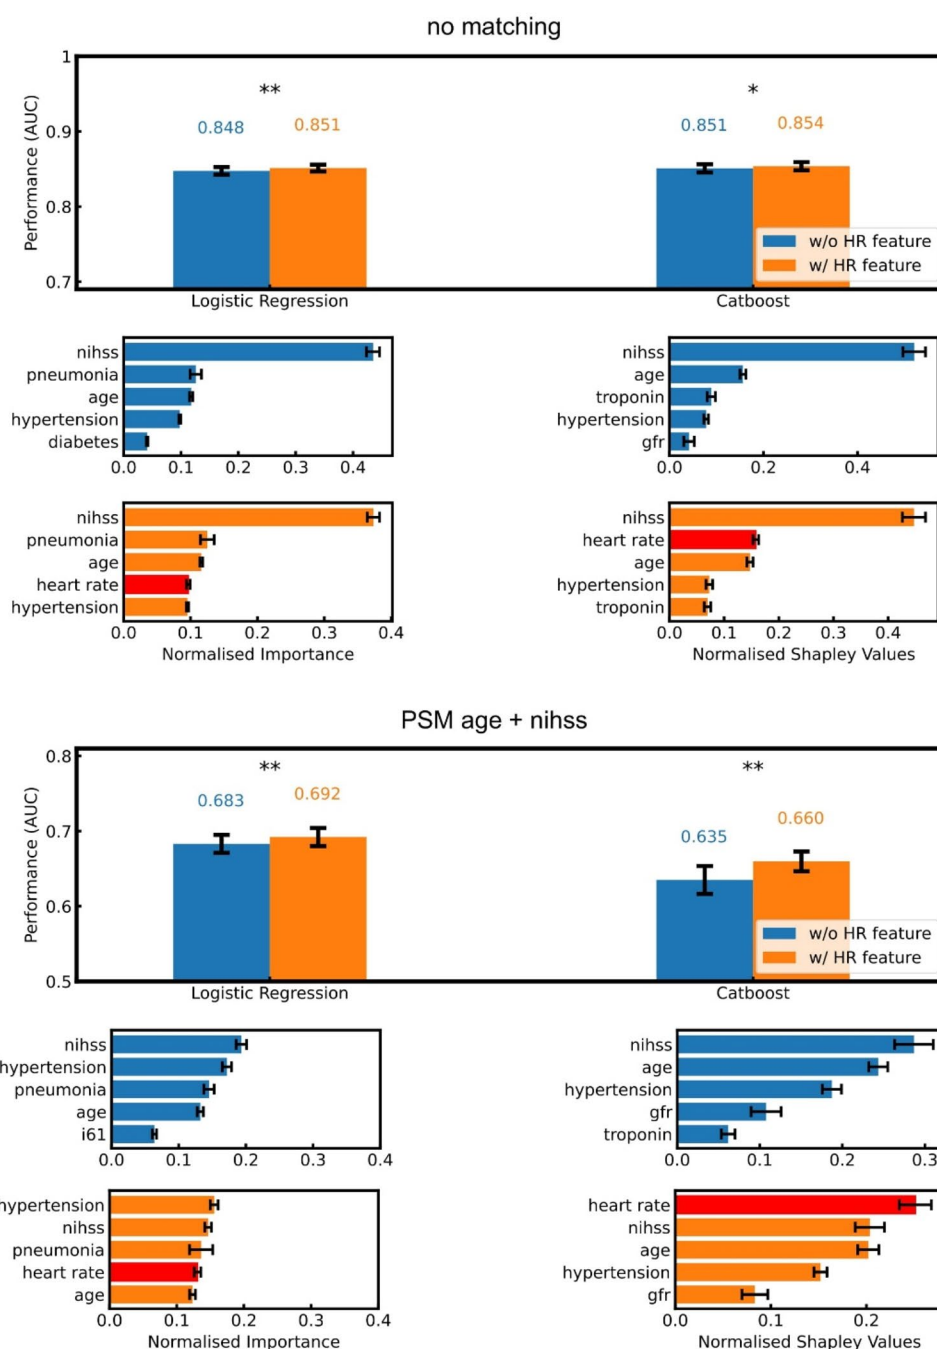 no matching
Performance (AUC)
1
0.9
0.8
0.7
**
0.848
0.851
*
0.851
0.854
w/o HR feature
w/ HR feature
Logistic Regression
Catboost
nihss
pneumonia
age
hypertension
diabetes
0.0 0.1 0.2 0.3 0.4
nihss
age
troponin
hypertension
gfr
0.0 0.2 0.4
nihss
pneumonia
age
heart rate
hypertension
0.0 0.1 0.2 0.3 0.4
Normalised Importance
nihss
heart rate
age
hypertension
troponin
0.0 0.1 0.2 0.3 0.4
Normalised Shapley Values
PSM age + nihss
Performance (AUC)
0.8
0.7
0.6
0.5
**
0.683
0.692
**
0.635
0.660
w/o HR feature
w/ HR feature
Logistic Regression
Catboost
nihss
hypertension
pneumonia
age
i61
0.0 0.1 0.2 0.3 0.4
nihss
age
hypertension
gfr
troponin
0.0 0.1 0.2 0.3
hypertension
nihss
pneumonia
heart rate
age
0.0 0.1 0.2 0.3 0.4
Normalised Importance
heart rate
nihss
age
hypertension
gfr
0.0 0.1 0.2
Normalised Shapley Values